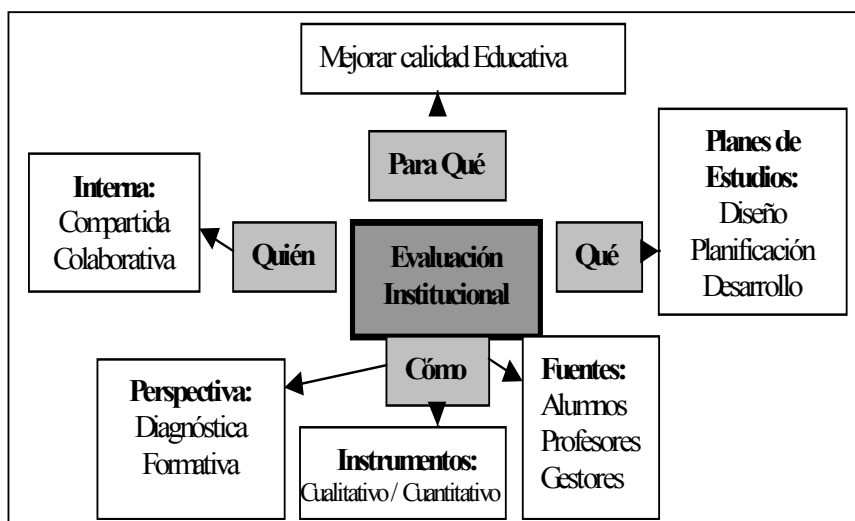 Mejorar calidad Educativa
Para Qué
Planes de
Estudios:
Diseño
Planificación
Desarrollo
Interna:
Compartida
Colaborativa
Quién
Evaluación
Institucional
Qué
Cómo
Perspectiva:
Diagnóstica
Formativa
Instrumentos:
Cualitativo / Cuantitativo
Fuentes:
Alumnos
Profesores
Gestores